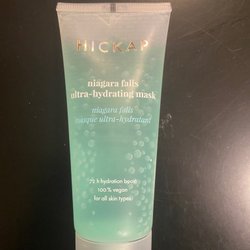 HICKAP
niagara falls
ultra-hydrating mask
niagara falls
masque ultra-hydratant
72 h hydration boost
100% vegan
for all skin types